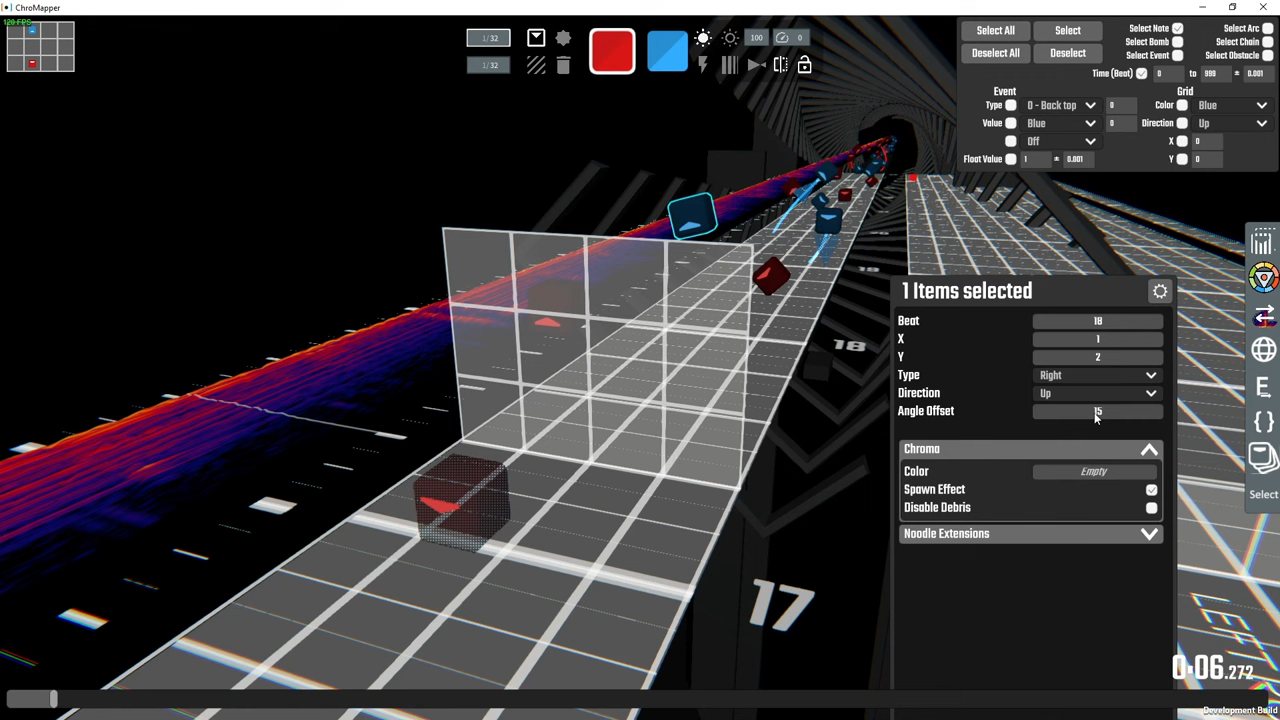 ChroMapper
120 FPS
1/32
1/32
100
0
Select All
Select
Deselect All
Deselect
Select Note
Select Arc
Select Bomb
Select Chain
Select Event
Select Obstacle
Time (Beat)
0
to
999
±
0.001
Event
Grid
Type
0 - Back top
0
Color
Blue
Value
Blue
0
Direction
Up
Off
X
0
Float Value
1
±
0.001
Y
0
1 Items selected
Beat
18
X
1
Y
2
Type
Right
Direction
Up
Angle Offset
15
Chroma
Color
Empty
Spawn Effect
Disable Debris
Noodle Extensions
E
{ }
Select
19
18
17
0:06.272
Development Build